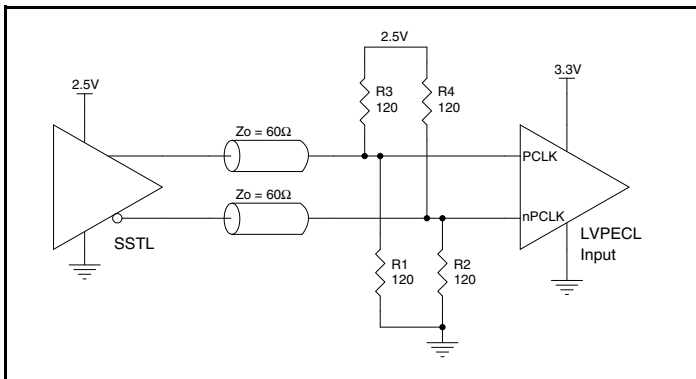 2.5V
2.5V
3.3V
R3
120
R4
120
Zo = 60Ω
PCLK
Zo = 60Ω
nPCLK
SSTL
LVPECL
Input
R1
120
R2
120